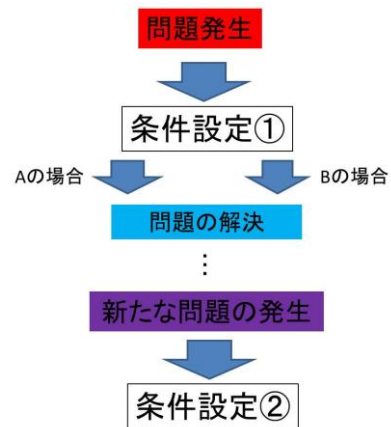 問題発生
条件設定①
Aの場合
Bの場合
問題の解決
⋮
新たな問題の発生
条件設定②